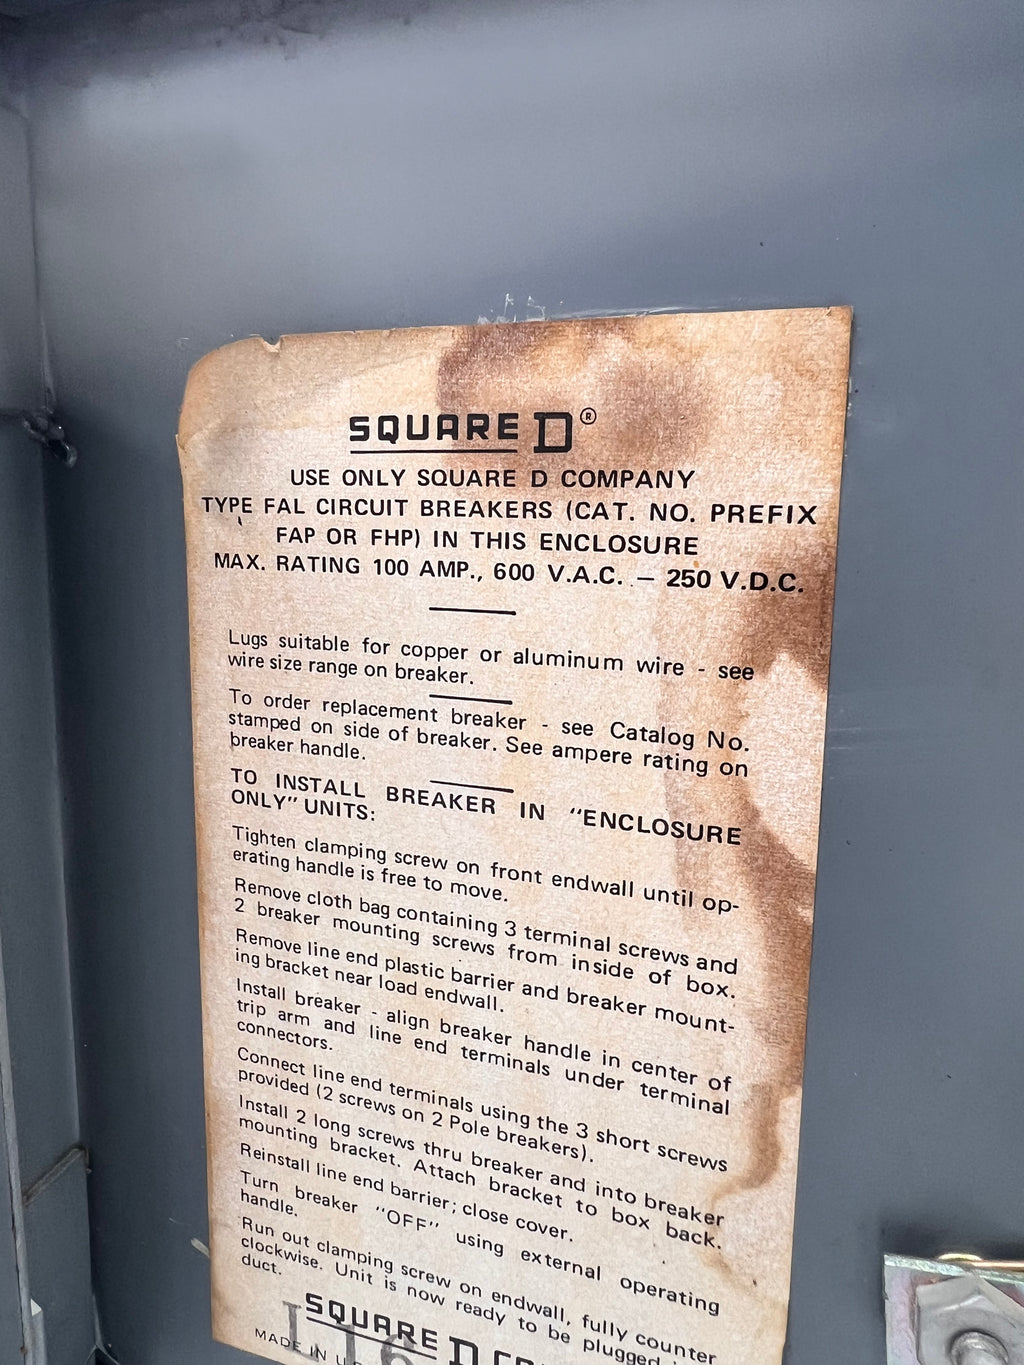 SQUARE D®
USE ONLY SQUARE D COMPANY
TYPE FAL CIRCUIT BREAKERS (CAT. NO. PREFIX
FAP OR FHP) IN THIS ENCLOSURE
MAX. RATING 100 AMP., 600 V.A.C. — 250 V.D.C.
Lugs suitable for copper or aluminum wire - see
wire size range on breaker.
To order replacement breaker - see Catalog No.
stamped on side of breaker. See ampere rating on
breaker handle.
TO INSTALL BREAKER IN "ENCLOSURE
ONLY" UNITS:
Tighten clamping screw on front endwall until op-
erating handle is free to move.
Remove cloth bag containing 3 terminal screws and
2 breaker mounting screws from inside of box.
Remove line end plastic barrier and breaker mount-
ing bracket near load endwall.
Install breaker - align breaker handle in center of
trip arm and line end terminals under terminal
connectors.
Connect line end terminals using the 3 short screws
provided (2 screws on 2 Pole breakers).
Install 2 long screws thru breaker and into breaker
mounting bracket. Attach bracket to box back.
Reinstall line end barrier; close cover.
Turn breaker "OFF" using external operating
handle.
Run out clamping screw on endwall, fully counter
clockwise. Unit is now ready to be plugged
duct.
SQUARE D
MADE IN